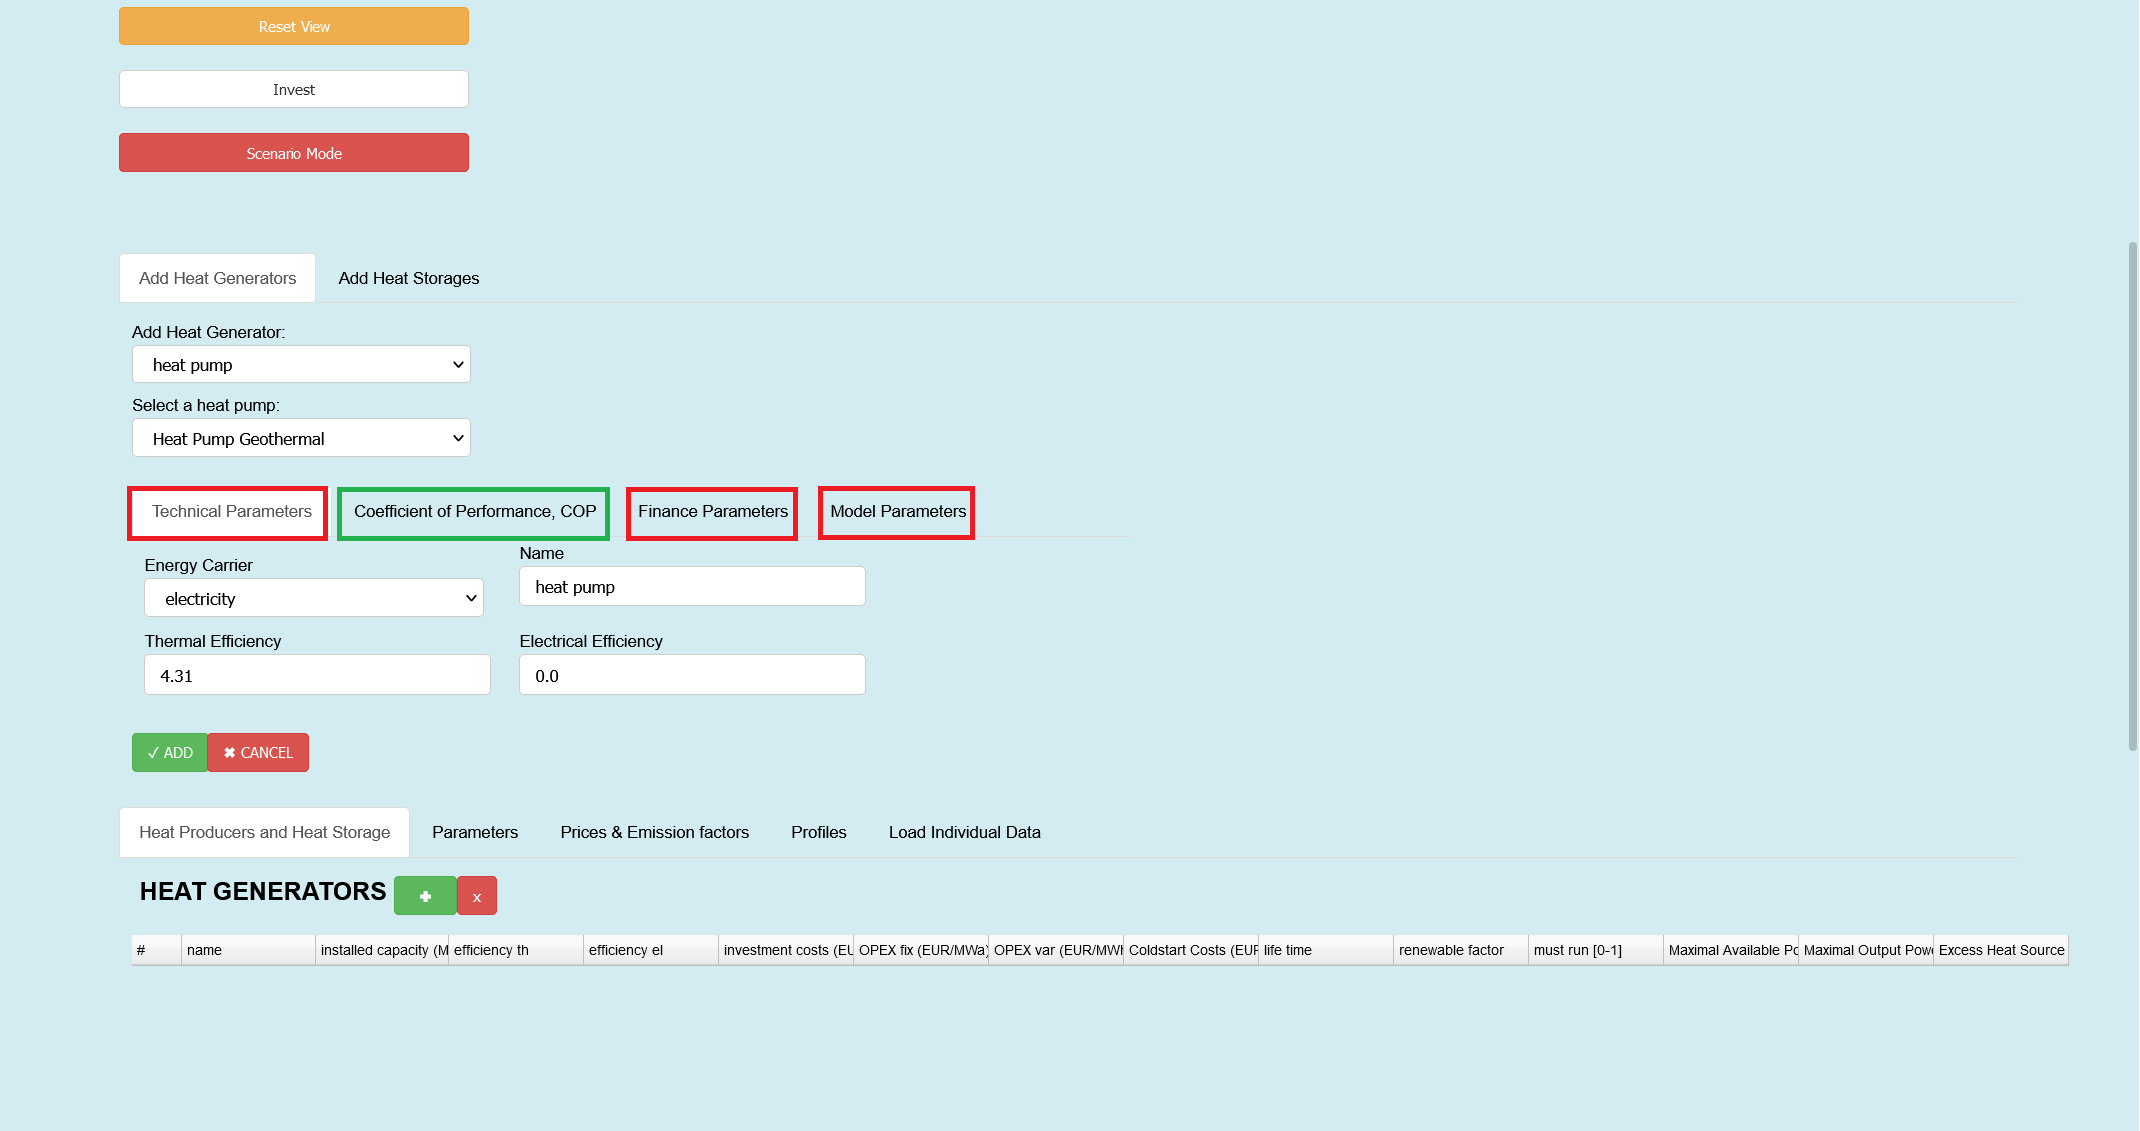 Reset View
Invest
Scenario Mode
Add Heat Generators Add Heat Storages
Add Heat Generator:
heat pump
Select a heat pump:
Heat Pump Geothermal
Technical Parameters Coefficient of Performance, COP Finance Parameters Model Parameters
Energy Carrier
electricity
Name
heat pump
Thermal Efficiency
4.31
Electrical Efficiency
0.0
✓ ADD ✖ CANCEL
Heat Producers and Heat Storage Parameters Prices & Emission factors Profiles Load Individual Data
HEAT GENERATORS + x
# name installed capacity (M efficiency th efficiency el investment costs (EU OPEX fix (EUR/MWa) OPEX var (EUR/MWh Coldstart Costs (EUR life time renewable factor must run [0-1] Maximal Available Po Maximal Output Powe Excess Heat Source